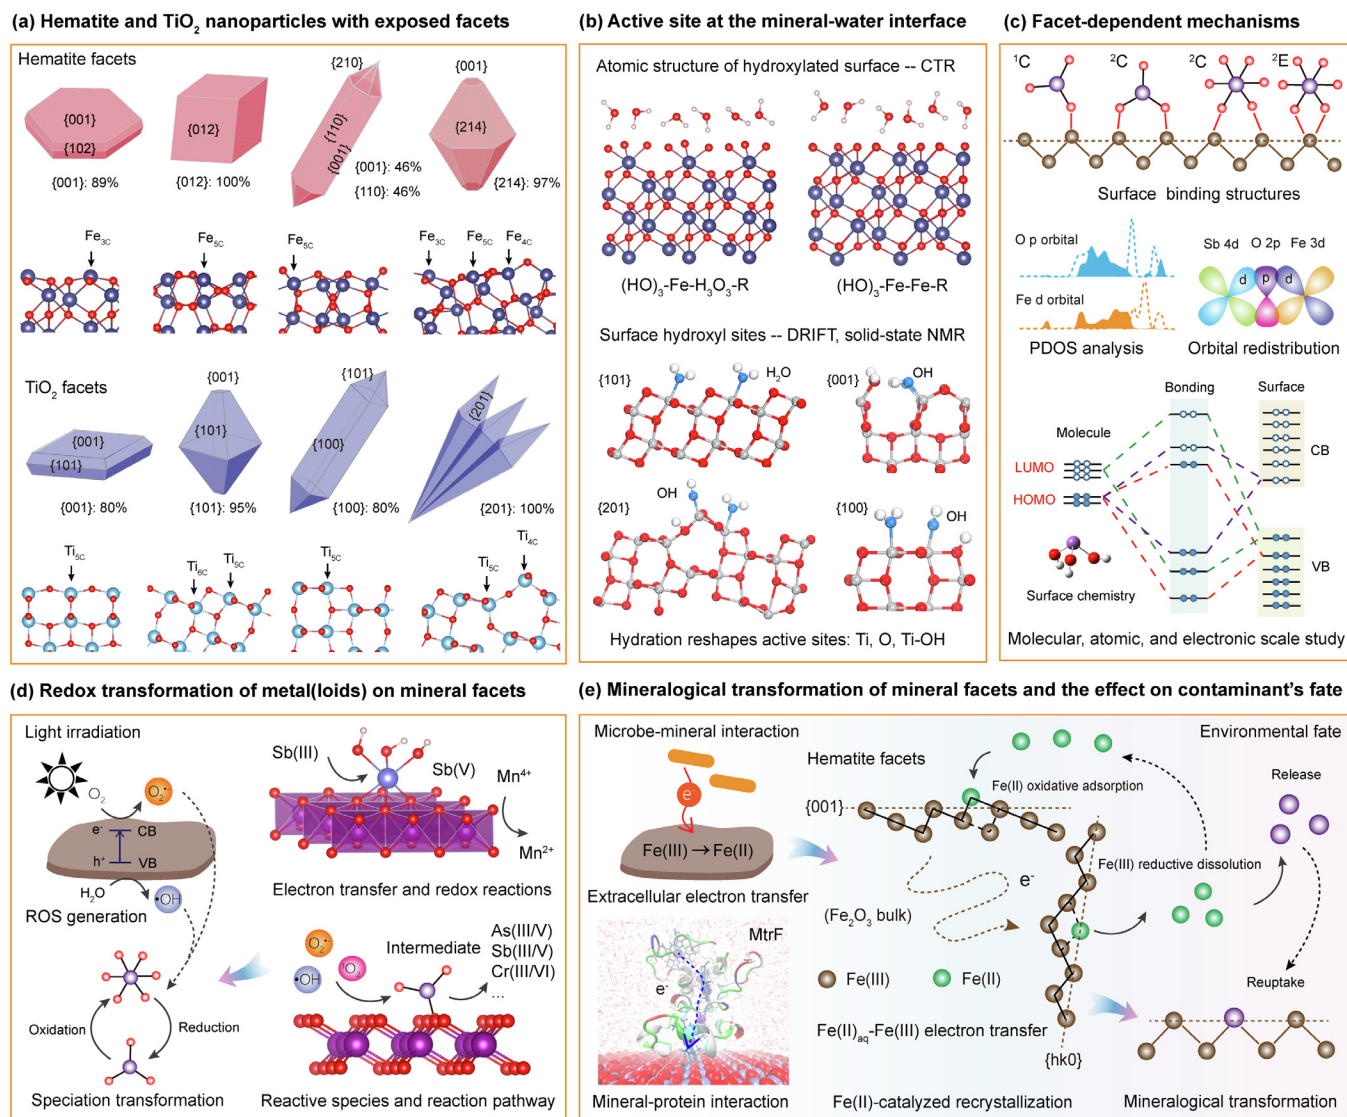 (a) Hematite and TiO2 nanoparticles with exposed facets
Hematite facets
{001}
{102}
{001}: 89%
{012}
{012}: 100%
{210}
{110}
{001}
{001}: 46%
{110}: 46%
{001}
{214}
{214}: 97%
Fe3C
Fe5C
Fe5C
Fe3C
Fe5C
Fe4C
TiO2 facets
{001}
{101}
{001}: 80%
{001}
{101}
{101}: 95%
{101}
{100}
{100}: 80%
{201}
{201}: 100%
Ti5C
Ti6C
Ti5C
Ti5C
Ti5C
Ti4C
(b) Active site at the mineral-water interface
Atomic structure of hydroxylated surface -- CTR
(HO)3-Fe-H3O3-R
(HO)3-Fe-Fe-R
Surface hydroxyl sites -- DRIFT, solid-state NMR
{101}
H2O
{001}
OH
{201}
OH
{100}
OH
Hydration reshapes active sites: Ti, O, Ti-OH
(c) Facet-dependent mechanisms
1C
2C
2C
2E
Surface binding structures
O p orbital
Fe d orbital
PDOS analysis
Sb 4d O 2p Fe 3d
d p d
Orbital redistribution
Bonding
Surface
Molecule
LUMO
HOMO
CB
VB
Surface chemistry
Molecular, atomic, and electronic scale study
(d) Redox transformation of metal(loids) on mineral facets
Light irradiation
O2
O2•-
e-
CB
h+
VB
H2O
•OH
ROS generation
Oxidation
Reduction
Speciation transformation
Sb(III)
Sb(V)
Mn4+
Mn2+
Electron transfer and redox reactions
O2•-
•OH
1O2
Intermediate
As(III/V)
Sb(III/V)
Cr(III/VI)
...
Reactive species and reaction pathway
(e) Mineralogical transformation of mineral facets and the effect on contaminant's fate
Microbe-mineral interaction
e-
Fe(III)→Fe(II)
Extracellular electron transfer
MtrF
e-
Mineral-protein interaction
Hematite facets
{001}
Fe(II) oxidative adsorption
Fe(III) reductive dissolution
e-
(Fe2O3 bulk)
Fe(III)
Fe(II)
Fe(II)aq-Fe(III) electron transfer
{hk0}
Fe(II)-catalyzed recrystallization
Environmental fate
Release
Reuptake
Mineralogical transformation